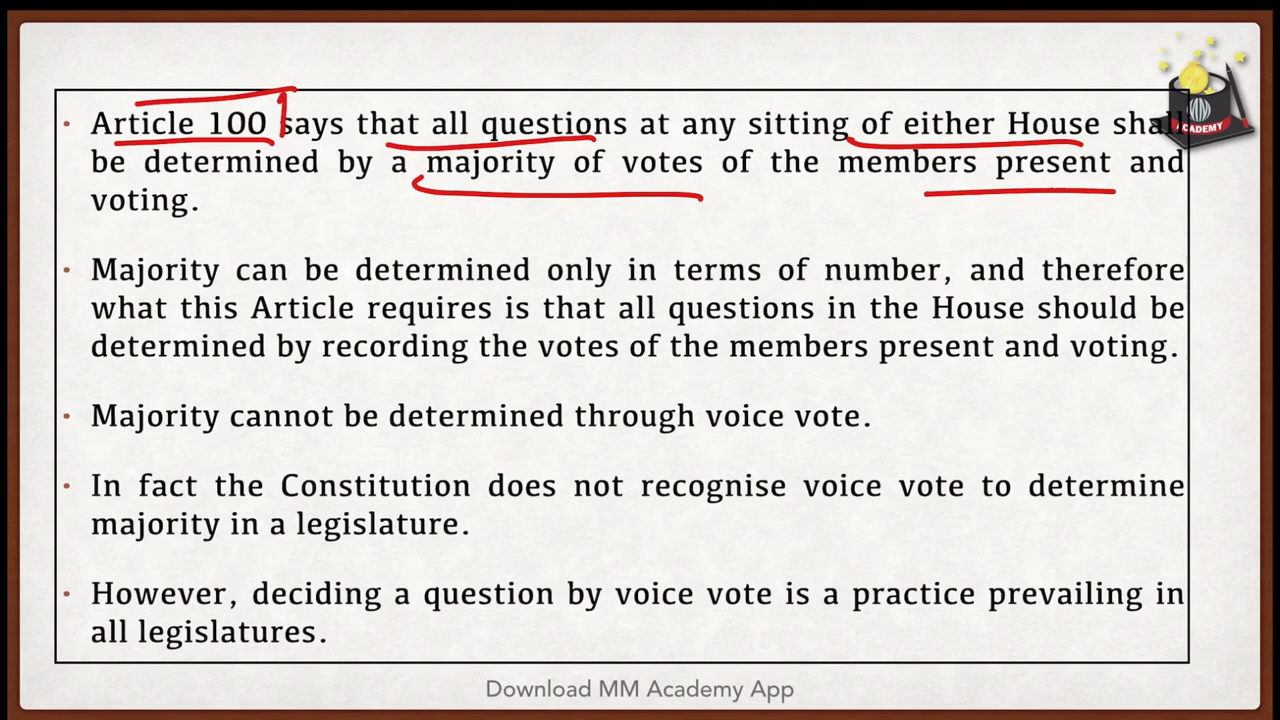 • Article 100 says that all questions at any sitting of either House shall
be determined by a majority of votes of the members present and
voting.
• Majority can be determined only in terms of number, and therefore
what this Article requires is that all questions in the House should be
determined by recording the votes of the members present and voting.
• Majority cannot be determined through voice vote.
• In fact the Constitution does not recognise voice vote to determine
majority in a legislature.
• However, deciding a question by voice vote is a practice prevailing in
all legislatures.
ACADEMY
Download MM Academy App